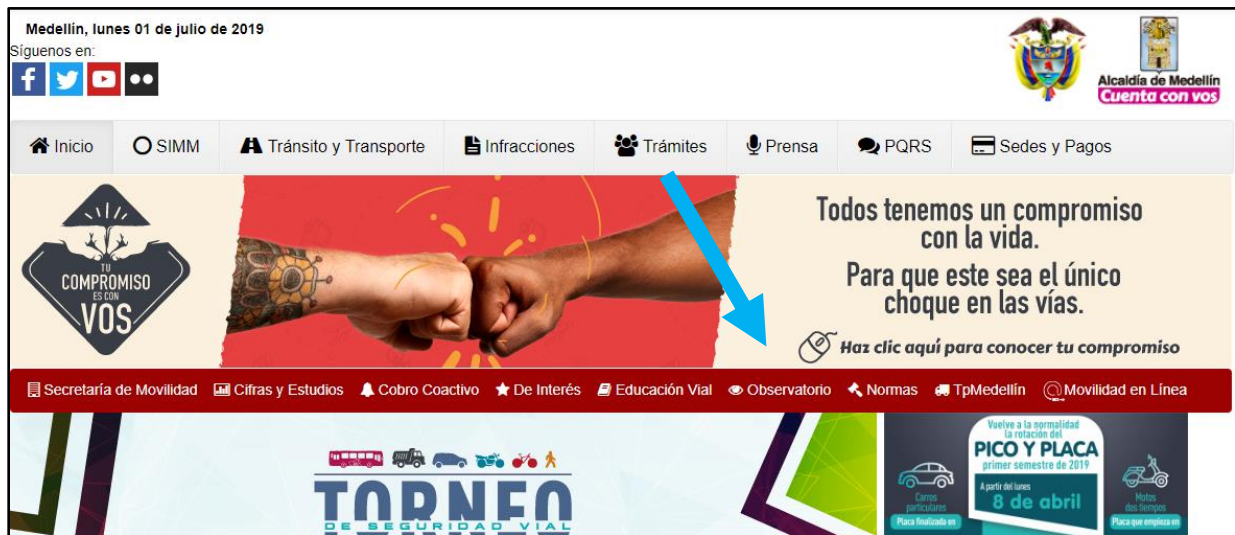 Medellín, lunes 01 de julio de 2019
Síguenos en:
Alcaldía de Medellín
Cuenta con vos
Inicio SIMM Tránsito y Transporte Infracciones Trámites Prensa PQRS Sedes y Pagos
TU
COMPROMISO
ES CON
VOS
Todos tenemos un compromiso
con la vida.
Para que este sea el único
choque en las vías.
Haz clic aquí para conocer tu compromiso
Secretaría de Movilidad Cifras y Estudios Cobro Coactivo De Interés Educación Vial Observatorio Normas TpMedellín Movilidad en Línea
TORNEO
DE SEGURIDAD VIAL
Vuelve a la normalidad
la rotación del
PICO Y PLACA
primer semestre de 2019
A partir del lunes
8 de abril
Carros
particulares
Placa finalizada en
Motos
dos tiempos
Placa que empieza en